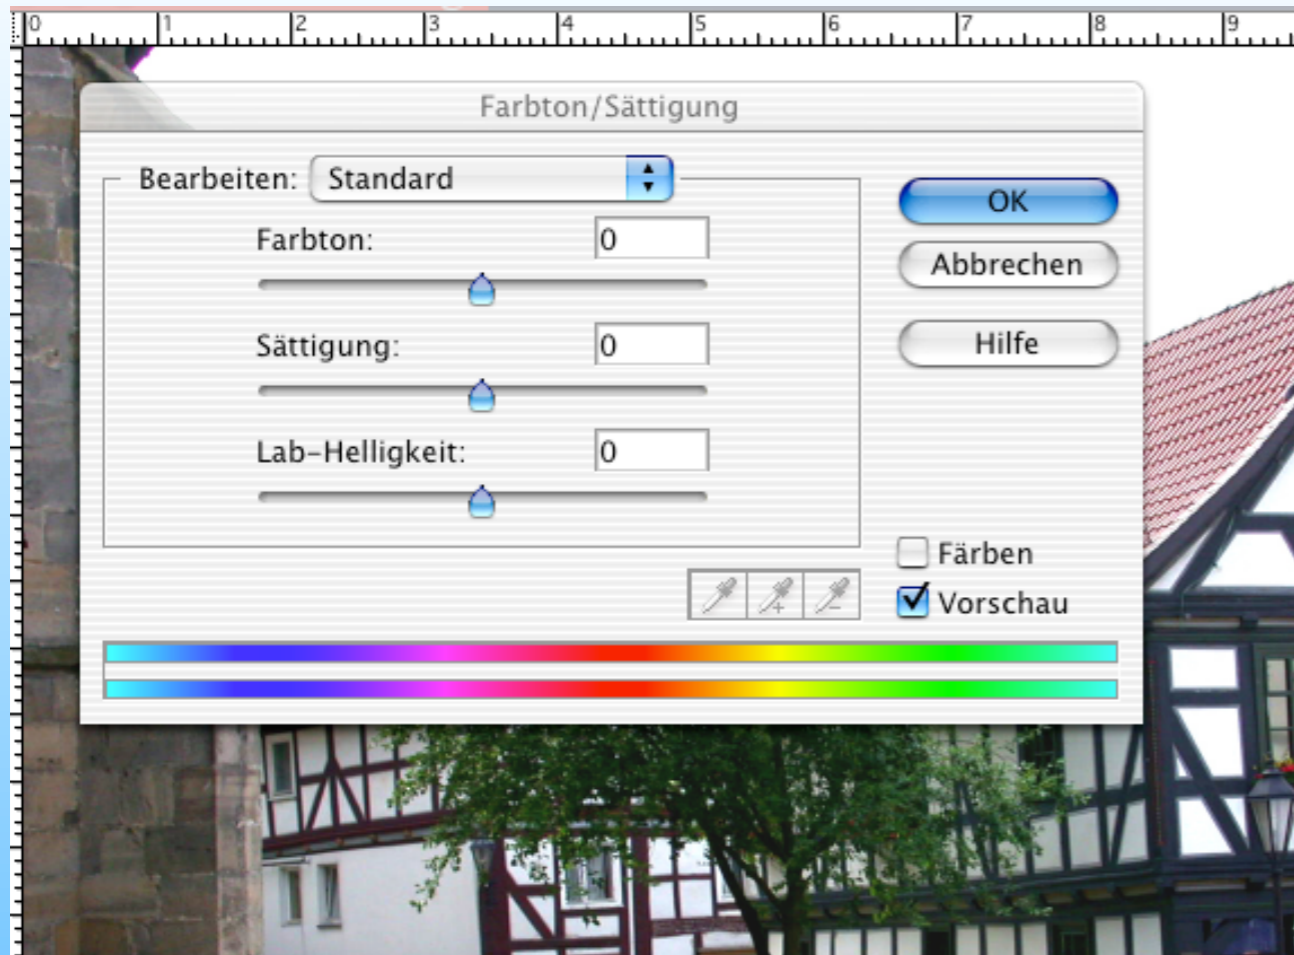 0 1 2 3 4 5 6 7 8 9
Farbton/Sättigung
Bearbeiten: Standard
Farbton: 0
Sättigung: 0
Lab-Helligkeit: 0
OK
Abbrechen
Hilfe
Färben
Vorschau